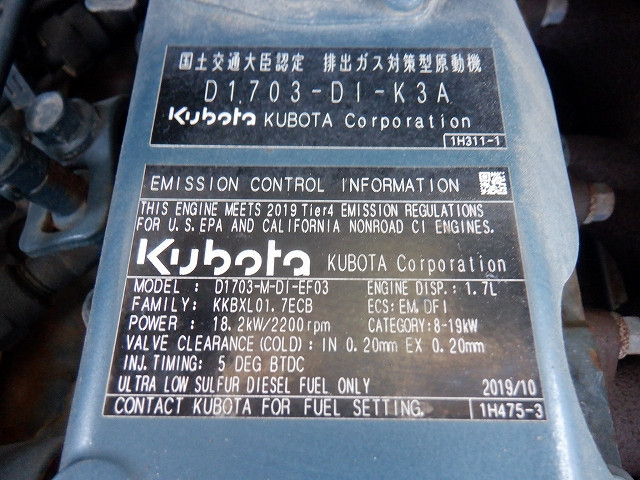 国土交通大臣認定 排出ガス対策型原動機
D1703-DI-K3A
Kubota KUBOTA Corporation
1H311-1
EMISSION CONTROL INFORMATION
THIS ENGINE MEETS 2019 Tier4 EMISSION REGULATIONS
FOR U.S. EPA AND CALIFORNIA NONROAD CI ENGINES.
Kubota KUBOTA Corporation
MODEL : D1703-M-DI-EF03 ENGINE DISP.: 1.7L
FAMILY: KKBXL01.7ECB ECS: EM, DFI
POWER : 18.2kW/2200rpm CATEGORY: 8-19kW
VALVE CLEARANCE (COLD): IN 0.20mm EX 0.20mm
INJ. TIMING: 5 DEG BTDC
ULTRA LOW SULFUR DIESEL FUEL ONLY 2019/10
CONTACT KUBOTA FOR FUEL SETTING. 1H475-3